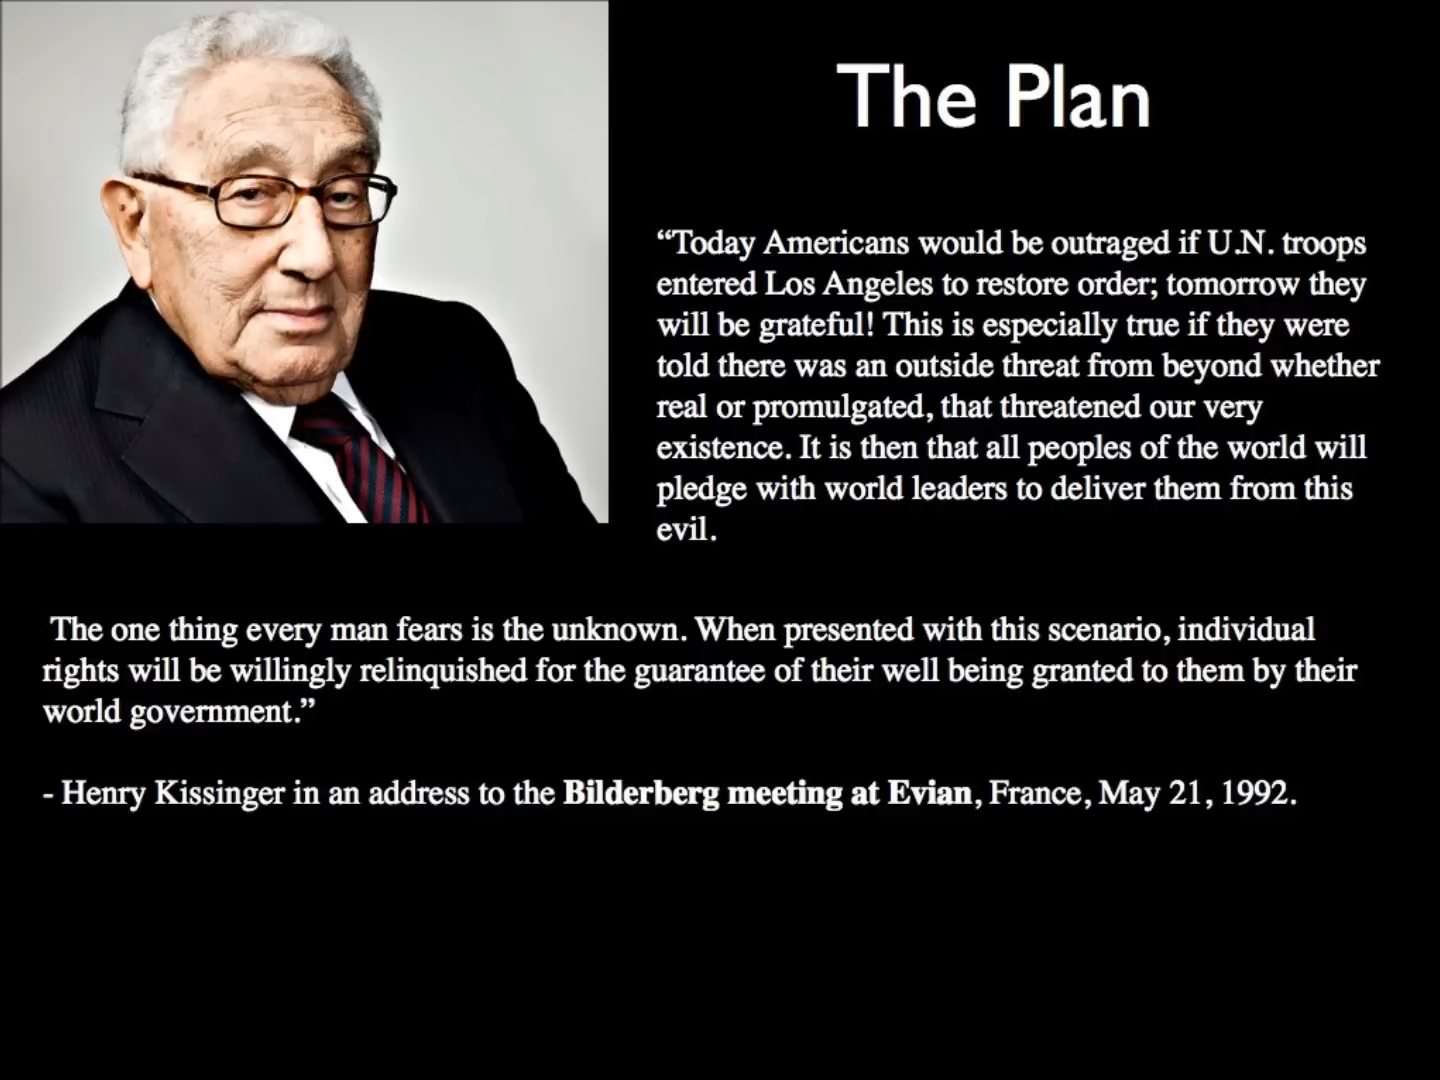 The Plan
“Today Americans would be outraged if U.N. troops
entered Los Angeles to restore order; tomorrow they
will be grateful! This is especially true if they were
told there was an outside threat from beyond whether
real or promulgated, that threatened our very
existence. It is then that all peoples of the world will
pledge with world leaders to deliver them from this
evil.
The one thing every man fears is the unknown. When presented with this scenario, individual
rights will be willingly relinquished for the guarantee of their well being granted to them by their
world government.”
- Henry Kissinger in an address to the Bilderberg meeting at Evian, France, May 21, 1992.